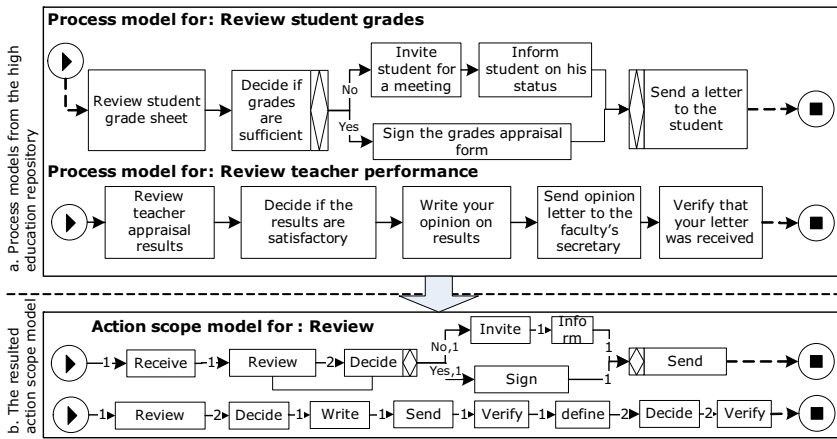 a. Process models from the high
education repository
Process model for: Review student grades
Review student
grade sheet
Decide if
grades are
sufficient
No
Yes
Invite
student for
a meeting
Inform
student on his
status
Sign the grades appraisal
form
Send a letter
to the
student
Process model for: Review teacher performance
Review
teacher
appraisal
results
Decide if the
results are
satisfactory
Write your
opinion on
results
Send opinion
letter to the
faculty's
secretary
Verify that
your letter
was received
b. The resulted
action scope model
Action scope model for : Review
1
Receive
1
Review
2
Decide
No,1
Yes,1
Invite
1
Info
rm
1
Sign
1
Send
1
Review
2
Decide
1
Write
1
Send
1
Verify
1
define
2
Decide
2
Verify